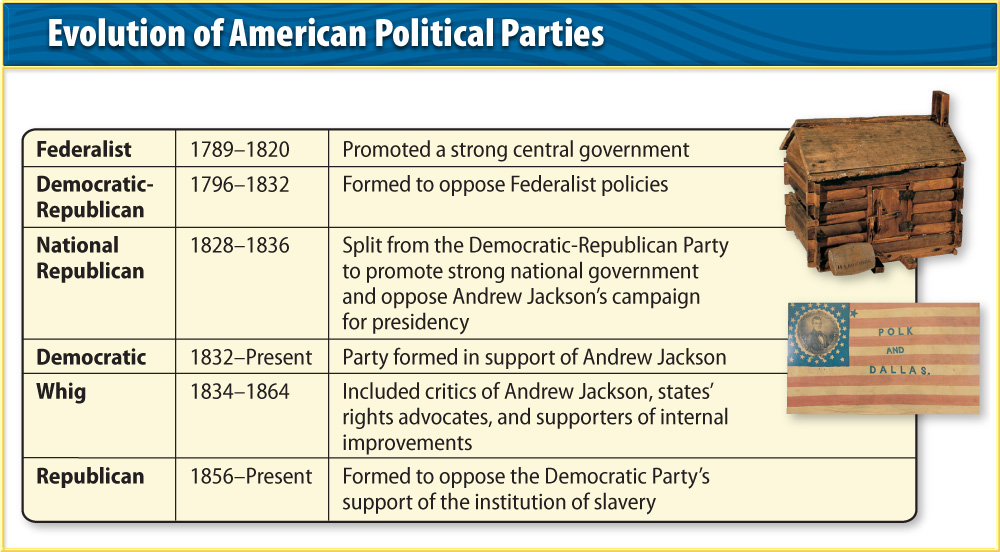 Evolution of American Political Parties
Federalist 1789–1820 Promoted a strong central government
Democratic- 1796–1832 Formed to oppose Federalist policies
Republican
National 1828–1836 Split from the Democratic-Republican Party
Republican to promote strong national government
and oppose Andrew Jackson’s campaign
for presidency
Democratic 1832–Present Party formed in support of Andrew Jackson
Whig 1834–1864 Included critics of Andrew Jackson, states’
rights advocates, and supporters of internal
improvements
Republican 1856–Present Formed to oppose the Democratic Party’s
support of the institution of slavery
POLK
AND
DALLAS.